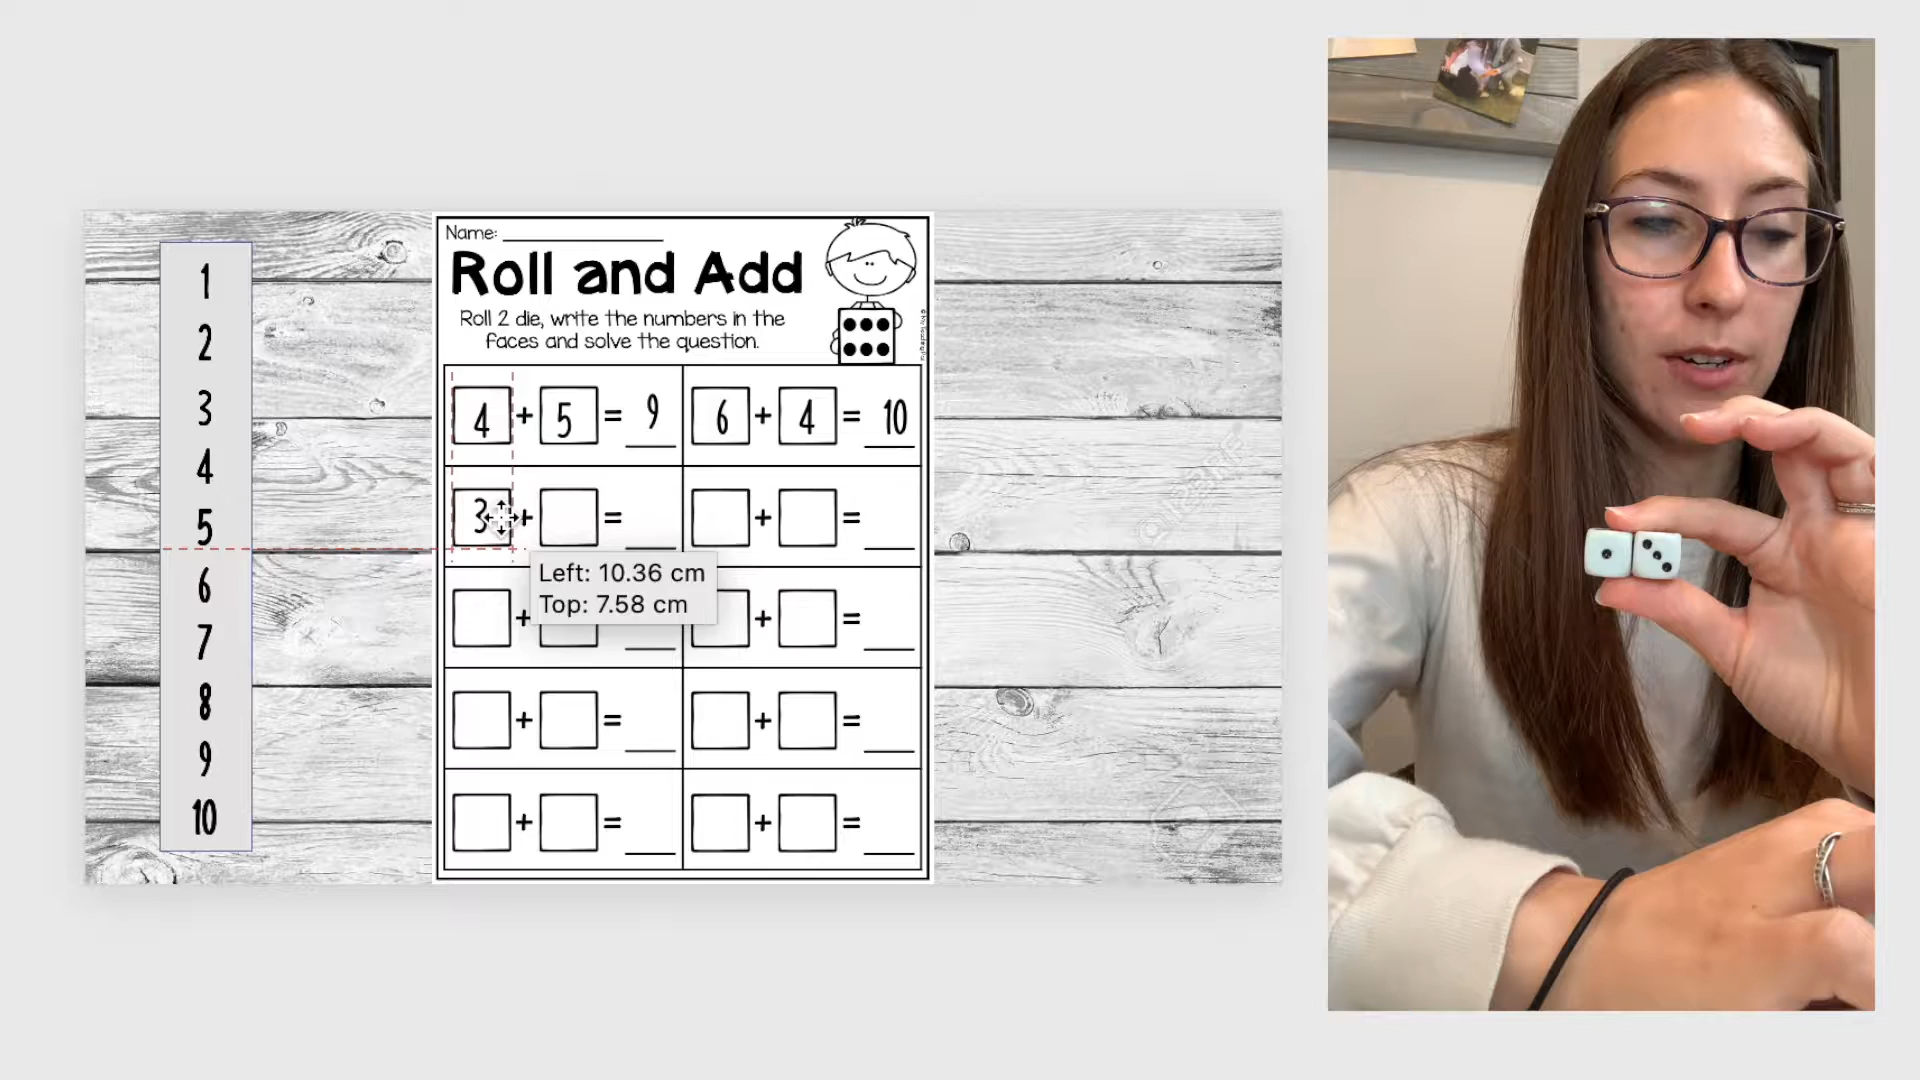 1
2
3
4
5
6
7
8
9
10
Name:
Roll and Add
Roll 2 die, write the numbers in the
faces and solve the question.
4 + 5 = 9
6 + 4 = 10
3 + =
+ =
+
+ =
+ =
+ =
+ =
+ =
Left: 10.36 cm
Top: 7.58 cm
123RF